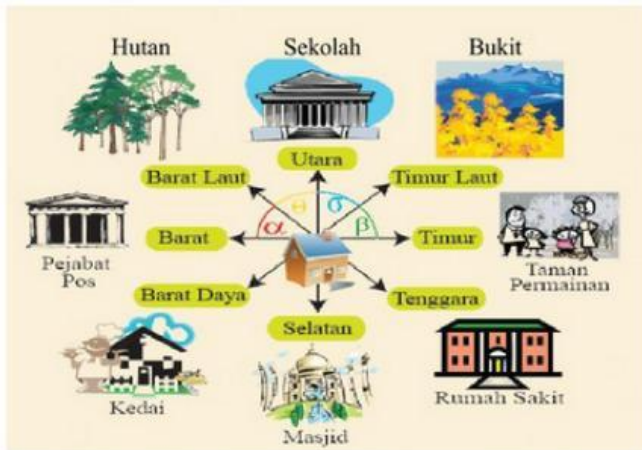 Hutan
Sekolah
Bukit
Utara
Barat Laut
Timur Laut
θ
σ
α
β
Barat
Timur
Pejabat
Pos
Taman
Permainan
Barat Daya
Tenggara
Selatan
Kedai
Rumah Sakit
Masjid